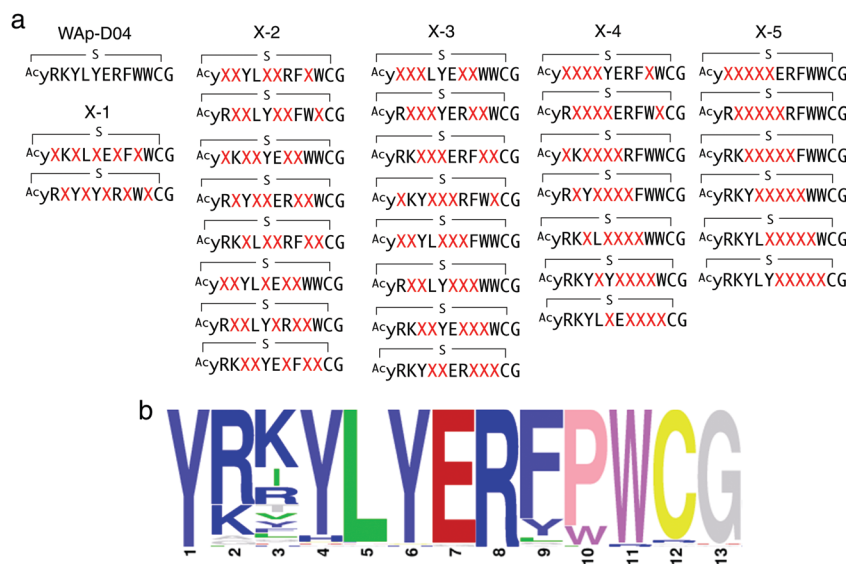 a
WAp-D04
S
AcyRKYLYERFWWCG
X-1
S
AcyXKXLXEXFXWCG
S
AcyRXYXYXRXWXCG
X-2
S
AcyXXYLXXRFXWCG
S
AcyRXXLYXXFWXCG
S
AcyXKXXYEXXWWCG
S
AcyRXYXXERXXWCG
S
AcyRKXLXXRFXXCG
S
AcyXXYLXEXXWWCG
S
AcyRXXLYXRXXWCG
S
AcyRKXXYEXFXXCG
X-3
S
AcyXXXLYEXXWWCG
S
AcyRXXXYERXXWCG
S
AcyRKXXXERFXXCG
S
AcyXKYXXXRFWXCG
S
AcyXXYLXXXFWWCG
S
AcyRXXLYXXXWWCG
S
AcyRKXXYEXXXWCG
S
AcyRKYXXERXXXCG
X-4
S
AcyXXXXYERFXWCG
S
AcyRXXXXERFWXCG
S
AcyXKXXXXRFWWCG
S
AcyRXYXXXXFWWCG
S
AcyRKXLXXXXWWCG
S
AcyRKYXYXXXXWCG
S
AcyRKYLXEXXXXCG
X-5
S
AcyXXXXXERFWWCG
S
AcyRXXXXXRFWWCG
S
AcyRKXXXXXFWWCG
S
AcyRKYXXXXXWWCG
S
AcyRKYLXXXXXWCG
S
AcyRKYLYXXXXXCG
b
YRKYLYERFPWCG
I
R
K
Y
W
H
1 2 3 4 5 6 7 8 9 10 11 12 13